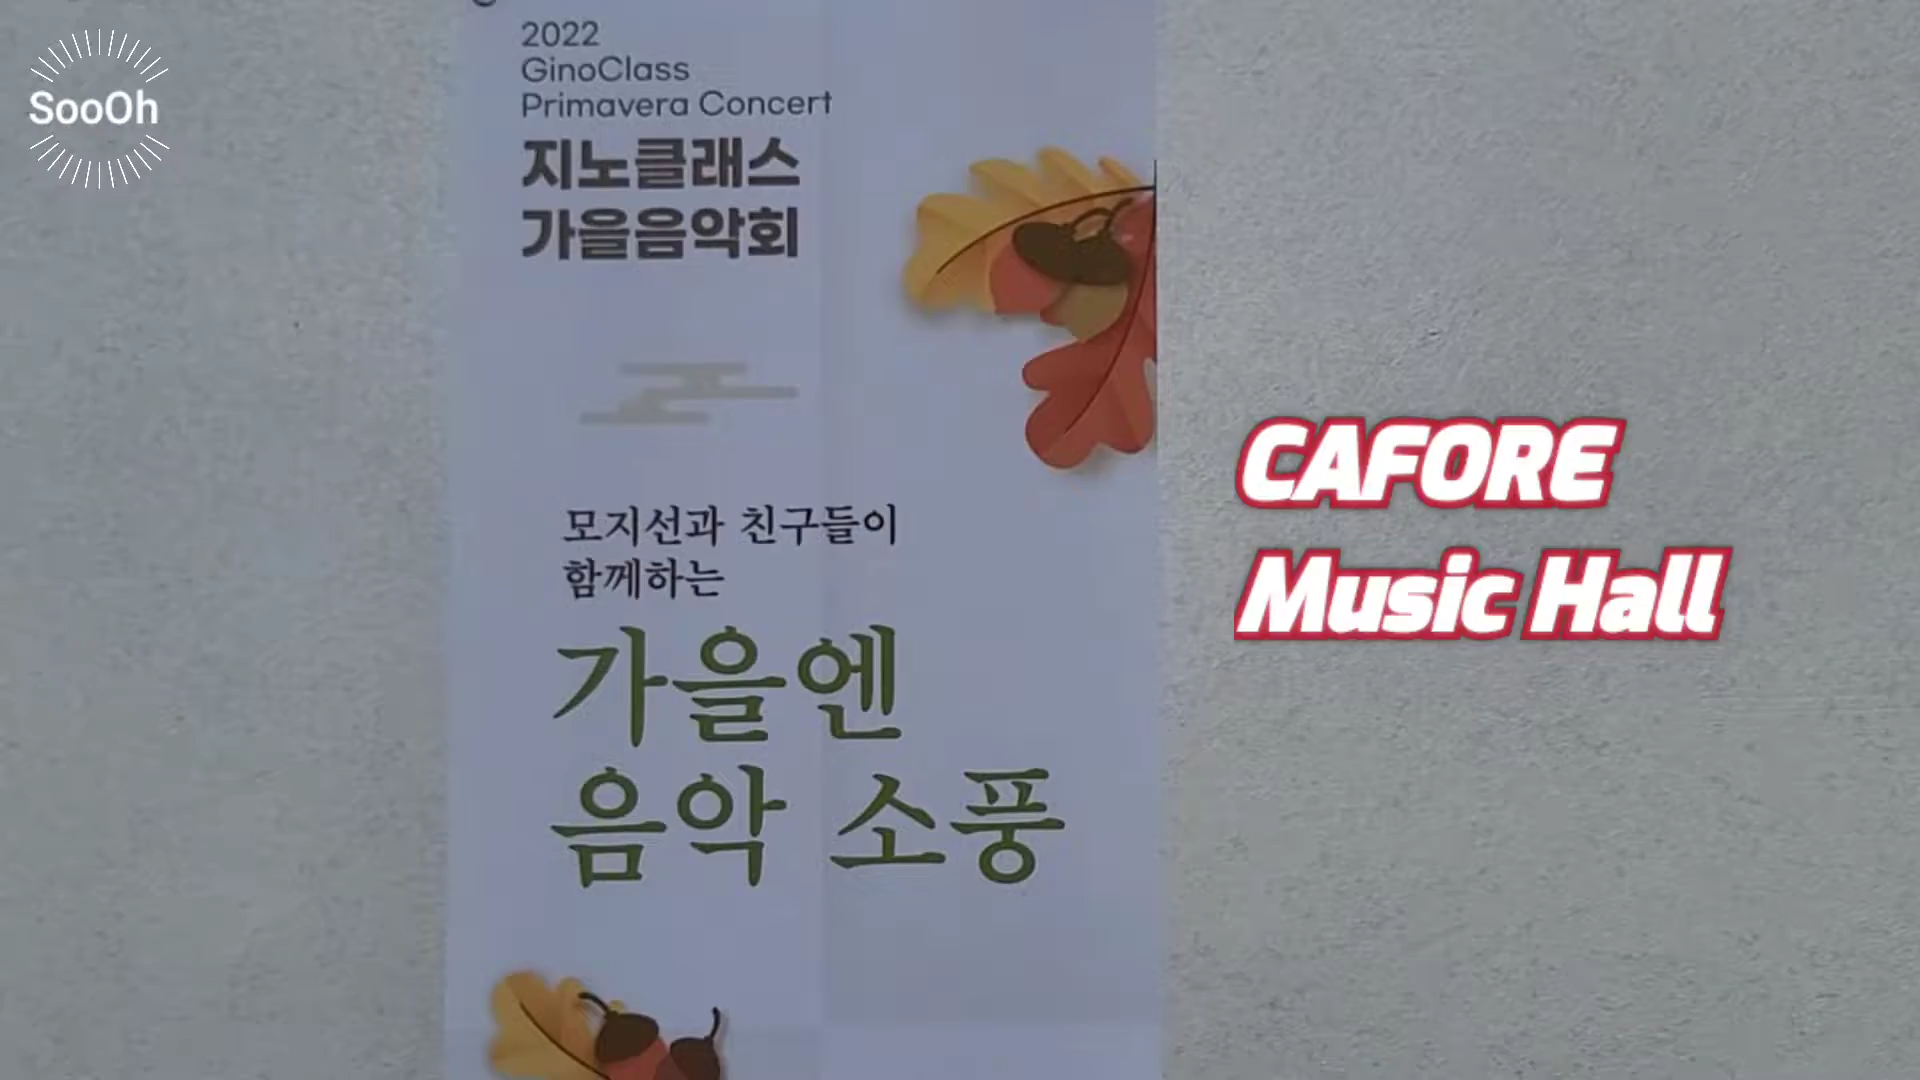 SooOh
2022
GinoClass
Primavera Concert
지노클래스
가을음악회
모지선과 친구들이
함께하는
가을엔
음악 소풍
CAFORE
Music Hall